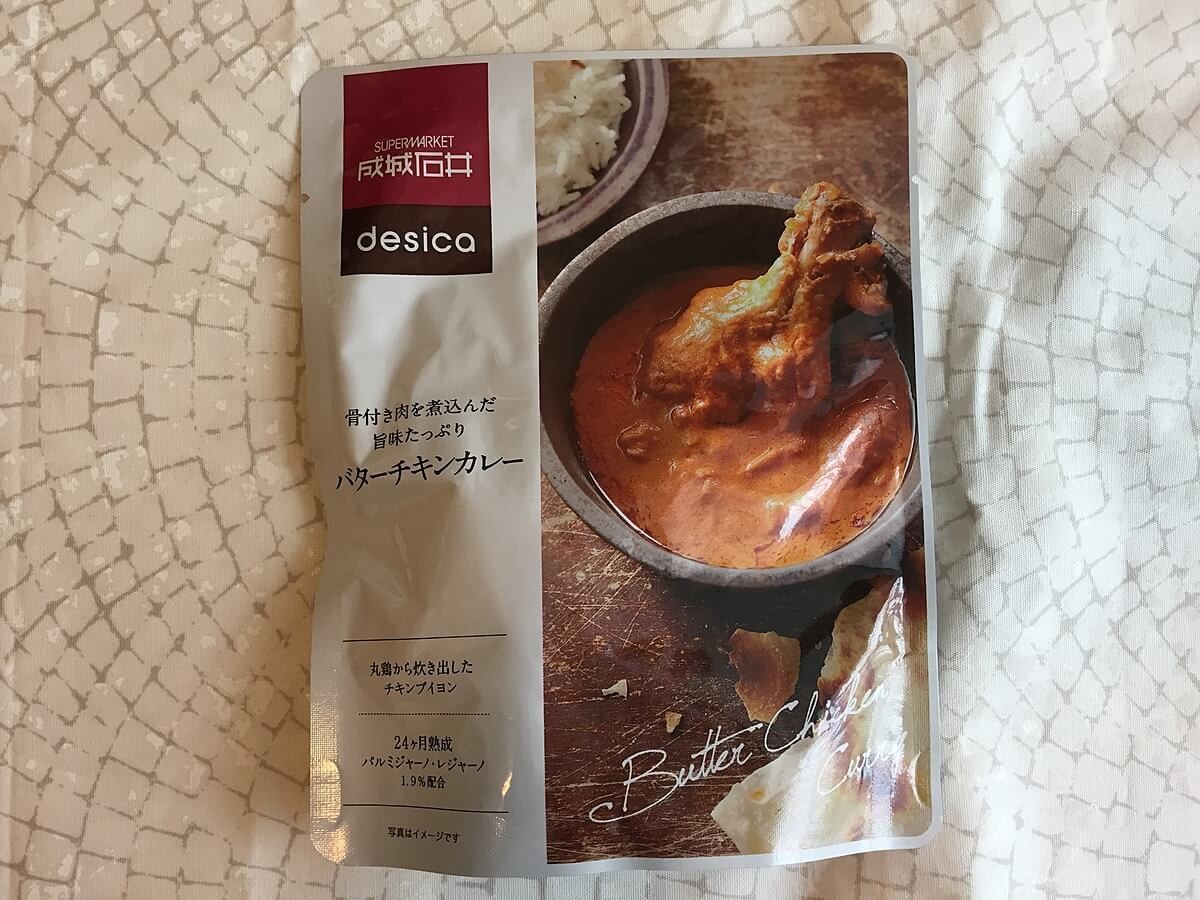 SUPERMARKET
成城石井
desica
骨付き肉を煮込んだ
旨味たっぷり
バターチキンカレー
丸鶏から炊き出した
チキンブイヨン
24ヶ月熟成
パルミジャーノ・レジャーノ
1.9%配合
写真はイメージです
Butter Chicken
Curry